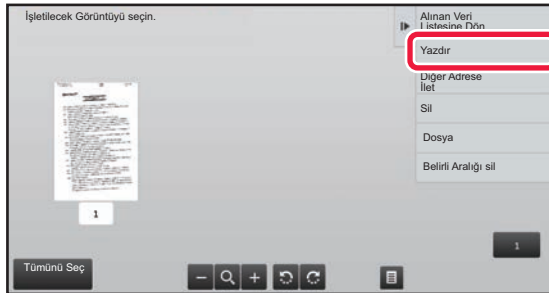 İşletilecek Görüntüyü seçin.
Alınan Veri
Listesine Dön
Yazdır
Diğer Adrese
İlet
Sil
Dosya
Belirli Aralığı sil
1
1
Tümünü Seç